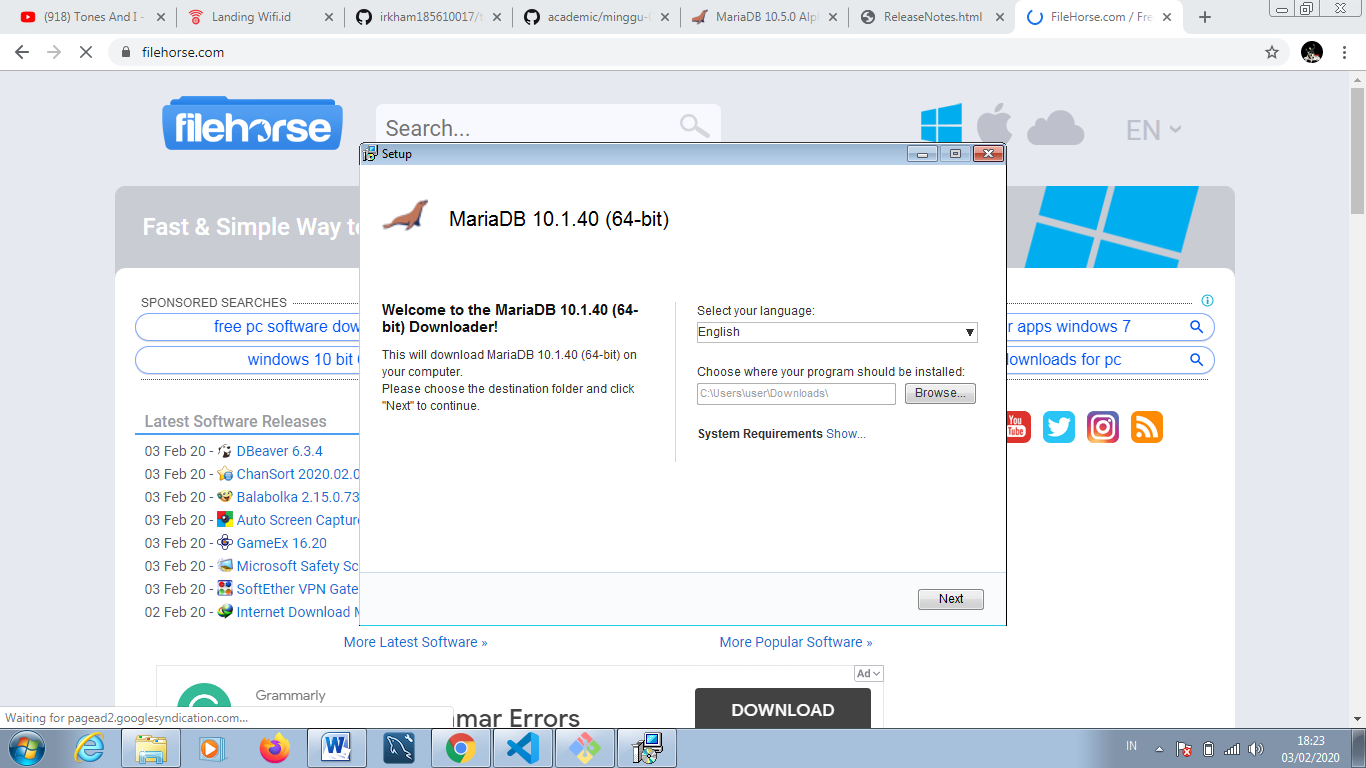 (918) Tones And I -
Landing Wifi.id
irkham185610017/
academic/minggu-
MariaDB 10.5.0 Alp
ReleaseNotes.html
FileHorse.com / Fre
filehorse.com
filehorse
Search...
EN
Setup
MariaDB 10.1.40 (64-bit)
Fast & Simple Way to
SPONSORED SEARCHES
free pc software dow
r apps windows 7
windows 10 bit
ownloads for pc
Welcome to the MariaDB 10.1.40 (64-
bit) Downloader!
This will download MariaDB 10.1.40 (64-bit) on
your computer.
Please choose the destination folder and click
"Next" to continue.
Select your language:
English
Choose where your program should be installed:
C:\Users\user\Downloads\
Browse...
System Requirements Show...
Next
Latest Software Releases
03 Feb 20 - DBeaver 6.3.4
03 Feb 20 - ChanSort 2020.02.0
03 Feb 20 - Balabolka 2.15.0.73
03 Feb 20 - Auto Screen Capture
03 Feb 20 - GameEx 16.20
03 Feb 20 - Microsoft Safety Sc
03 Feb 20 - SoftEther VPN Gate
02 Feb 20 - Internet Download M
You
Tube
More Latest Software »
More Popular Software »
Ad
Grammarly
mar Errors
DOWNLOAD
Waiting for pagead2.googlesyndication.com...
IN
18:23
03/02/2020